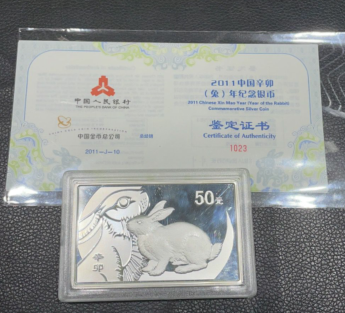 中国人民银行
THE PEOPLE'S BANK OF CHINA
中国金币总公司
2011-J-10
2011中国辛卯
(兔)年纪念银币
2011 Chinese Xin Mao Year (Year of the Rabbit)
Commemorative Silver Coin
鉴定证书
Certificate of Authenticity
1023
50元
辛卯